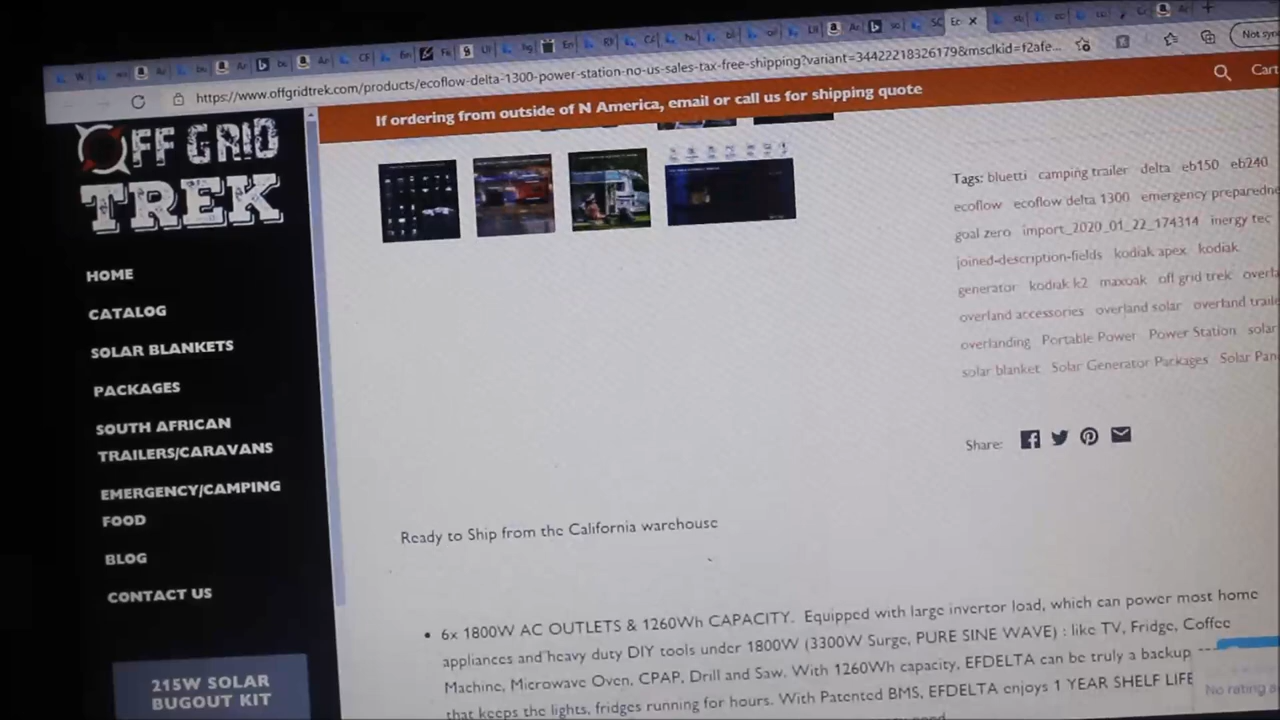 https://www.offgridtrek.com/products/ecoflow-delta-1300-power-station-no-us-sales-tax-free-shipping?variant=34422218326179&msclkid=f2afe...
Not syn
If ordering from outside of N America, email or call us for shipping quote
Cart
OFF GRID
TREK
HOME
CATALOG
SOLAR BLANKETS
PACKAGES
SOUTH AFRICAN
TRAILERS/CARAVANS
EMERGENCY/CAMPING
FOOD
BLOG
CONTACT US
215W SOLAR
BUGOUT KIT
Tags: bluetti camping trailer delta eb150 eb240
ecoflow ecoflow delta 1300 emergency preparedne
goal zero import_2020_01_22_174314 inergy tec
joined-description-fields kodiak apex kodiak
generator kodiak k2 maxoak off grid trek overla
overland accessories overland solar overland traile
overlanding Portable Power Power Station solar
solar blanket Solar Generator Packages Solar Pan
Share:
Ready to Ship from the California warehouse
6x 1800W AC OUTLETS & 1260Wh CAPACITY. Equipped with large invertor load, which can power most home
appliances and heavy duty DIY tools under 1800W (3300W Surge, PURE SINE WAVE) : like TV, Fridge, Coffee
Machine, Microwave Oven, CPAP, Drill and Saw. With 1260Wh capacity, EFDELTA can be truly a backup
that keeps the lights, fridges running for hours. With Patented BMS, EFDELTA enjoys 1 YEAR SHELF LIFE
No rating